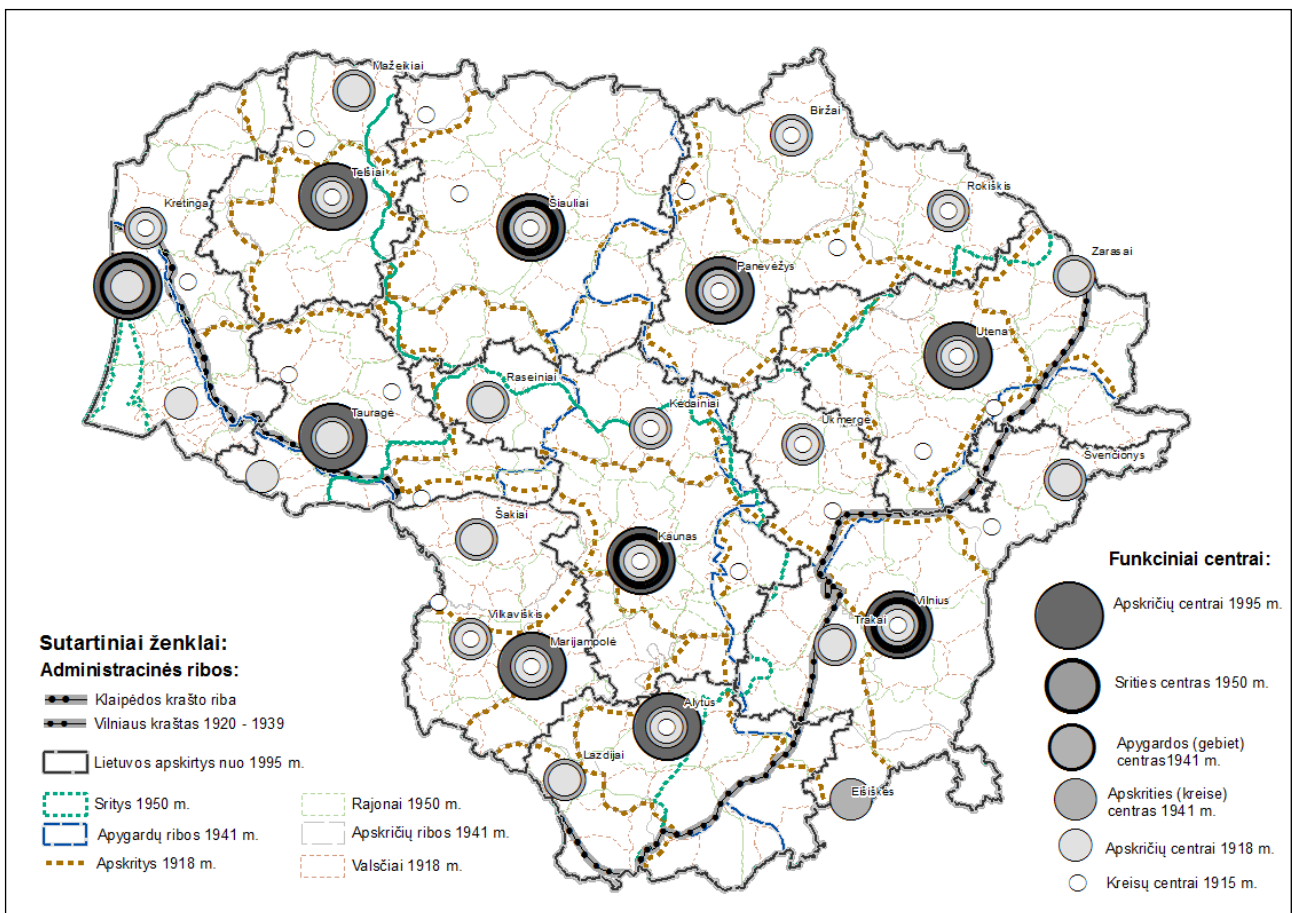 Mažeikiai
Biržai
Telšiai
Rokiškis
Kretinga
Šiauliai
Zarasai
Panevėžys
Utena
Raseiniai
Kėdainiai
Tauragė
Ukmergė
Švenčionys
Šakiai
Kaunas
Vilnius
Trakai
Vilkaviškis
Marijampolė
Alytus
Lazdijai
Eišiškės
Sutartiniai ženklai:
Administracinės ribos:
Klaipėdos krašto riba
Vilniaus kraštas 1920 - 1939
Lietuvos apskirtys nuo 1995 m.
Sritys 1950 m.
Apygardų ribos 1941 m.
Apskritys 1918 m.
Rajonai 1950 m.
Apskričių ribos 1941 m.
Valsčiai 1918 m.
Funkciniai centrai:
Apskričių centrai 1995 m.
Srities centras 1950 m.
Apygardos (gebiet)
centras1941 m.
Apskrities (kreise)
centras 1941 m.
Apskričių centrai 1918 m.
Kreisų centrai 1915 m.